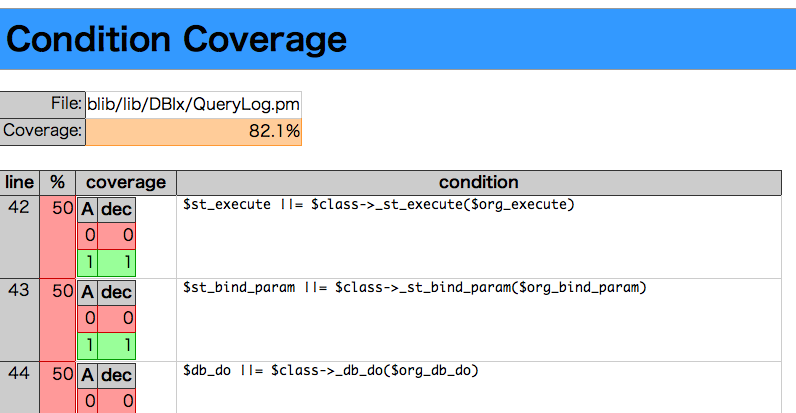 Condition Coverage
File: blib/lib/DBIx/QueryLog.pm
Coverage: 82.1%
line % coverage condition
42 50 A dec $st_execute ||= $class->_st_execute($org_execute)
0 0
1 1
43 50 A dec $st_bind_param ||= $class->_st_bind_param($org_bind_param)
0 0
1 1
44 50 A dec $db_do ||= $class->_db_do($org_db_do)
0 0